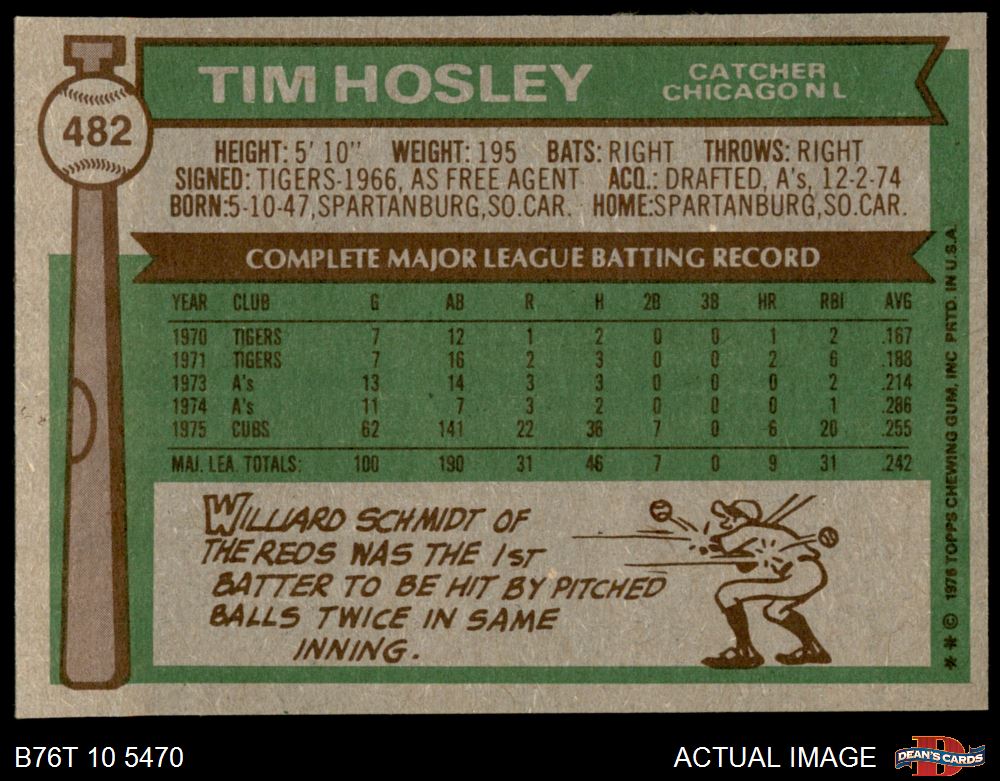 TIM HOSLEY
CATCHER
CHICAGO N L
482
HEIGHT: 5' 10" WEIGHT: 195 BATS: RIGHT THROWS: RIGHT
SIGNED: TIGERS-1966, AS FREE AGENT ACQ.: DRAFTED, A's, 12-2-74
BORN:5-10-47,SPARTANBURG,SO.CAR. HOME:SPARTANBURG,SO.CAR.
COMPLETE MAJOR LEAGUE BATTING RECORD
YEAR CLUB G AB R H 2B 3B HR RBI AVG
1970 TIGERS 7 12 1 2 0 0 1 2 .167
1971 TIGERS 7 16 2 3 0 0 2 6 .188
1973 A's 13 14 3 3 0 0 0 2 .214
1974 A's 11 7 3 2 0 0 0 1 .286
1975 CUBS 62 141 22 36 7 0 6 20 .255
MAJ. LEA. TOTALS: 100 190 31 46 7 0 9 31 .242
WILLIARD SCHMIDT OF
THE REDS WAS THE 1ST
BATTER TO BE HIT BY PITCHED
BALLS TWICE IN SAME
INNING.
* * © 1976 TOPPS CHEWING GUM, INC PRTD. IN U.S.A.
B76T 10 5470
ACTUAL IMAGE
D
DEAN'S CARDS